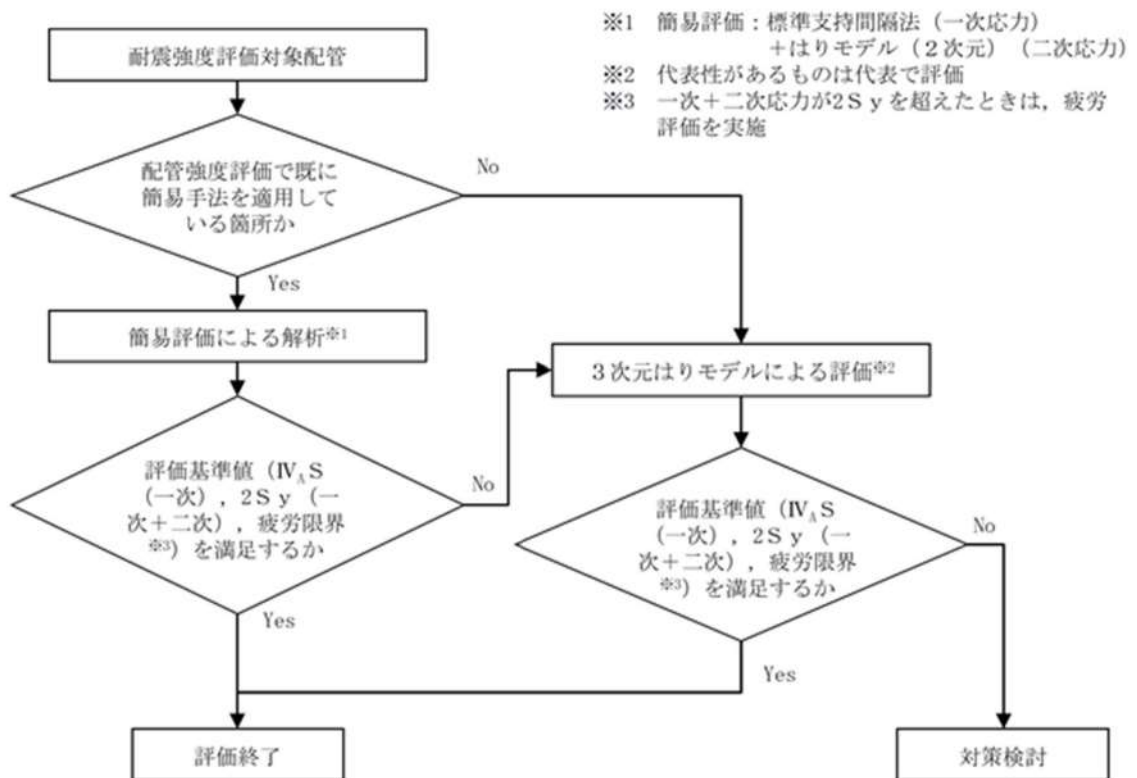 ※1 簡易評価：標準支持間隔法（一次応力）
＋はりモデル（２次元）（二次応力）
※2 代表性があるものは代表で評価
※3 一次＋二次応力が2Ｓｙを超えたときは，疲労
評価を実施
耐震強度評価対象配管
配管強度評価で既に
簡易手法を適用して
いる箇所か
No
Yes
簡易評価による解析※1
３次元はりモデルによる評価※2
評価基準値（ⅣAＳ
（一次），2Ｓｙ（一
次＋二次），疲労限界
※3）を満足するか
No
Yes
評価基準値（ⅣAＳ
（一次），2Ｓｙ（一
次＋二次），疲労限界
※3）を満足するか
No
Yes
評価終了
対策検討